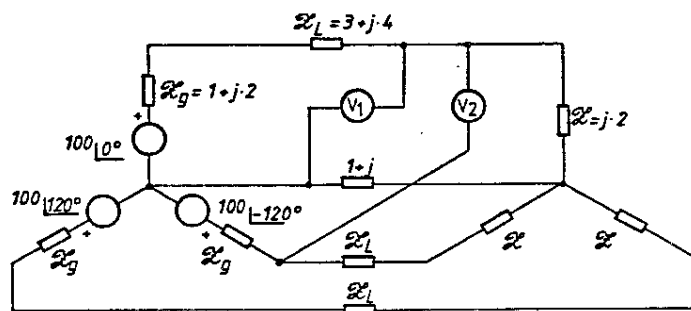 𝒵L = 3+j·4
𝒵g = 1+j·2
V1
V2
𝒵=j·2
100 |0°
1+j
100 |120°
100 |-120°
𝒵g
𝒵g
𝒵L
𝒵
𝒵
𝒵L